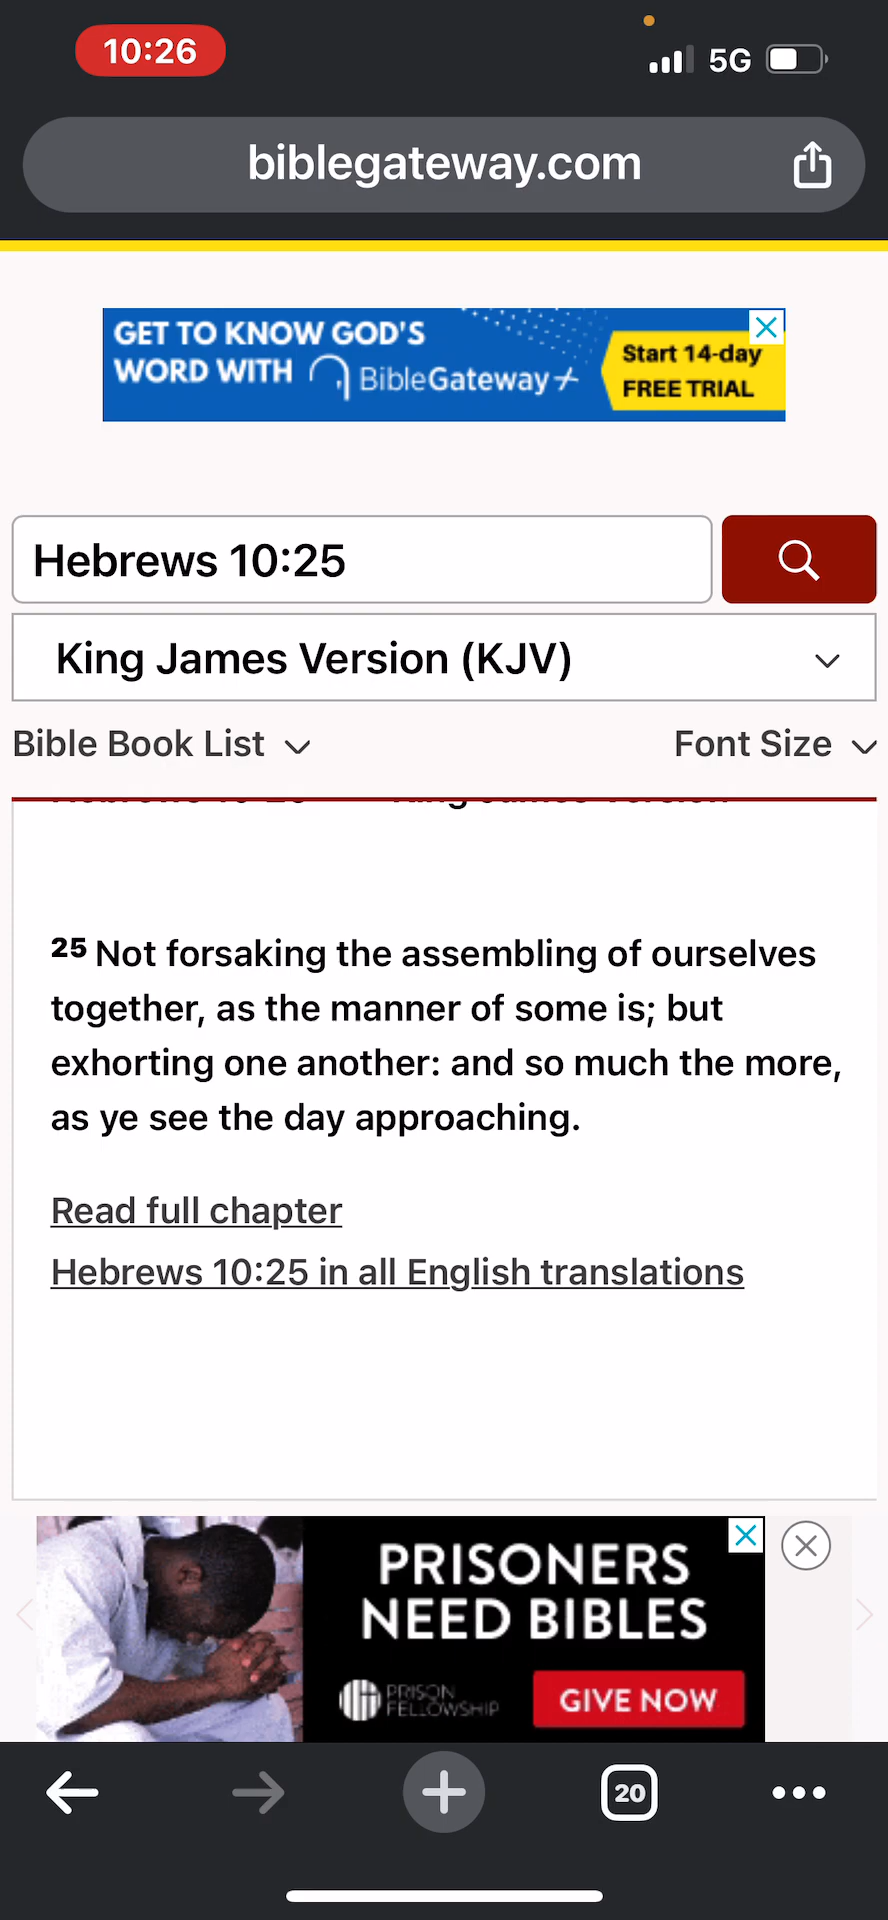 10:26
5G
biblegateway.com
GET TO KNOW GOD'S
WORD WITH BibleGateway+
Start 14-day
FREE TRIAL
Hebrews 10:25
King James Version (KJV)
Bible Book List
Font Size
25 Not forsaking the assembling of ourselves
together, as the manner of some is; but
exhorting one another: and so much the more,
as ye see the day approaching.
Read full chapter
Hebrews 10:25 in all English translations
PRISONERS
NEED BIBLES
PRISON
FELLOWSHIP
GIVE NOW
20